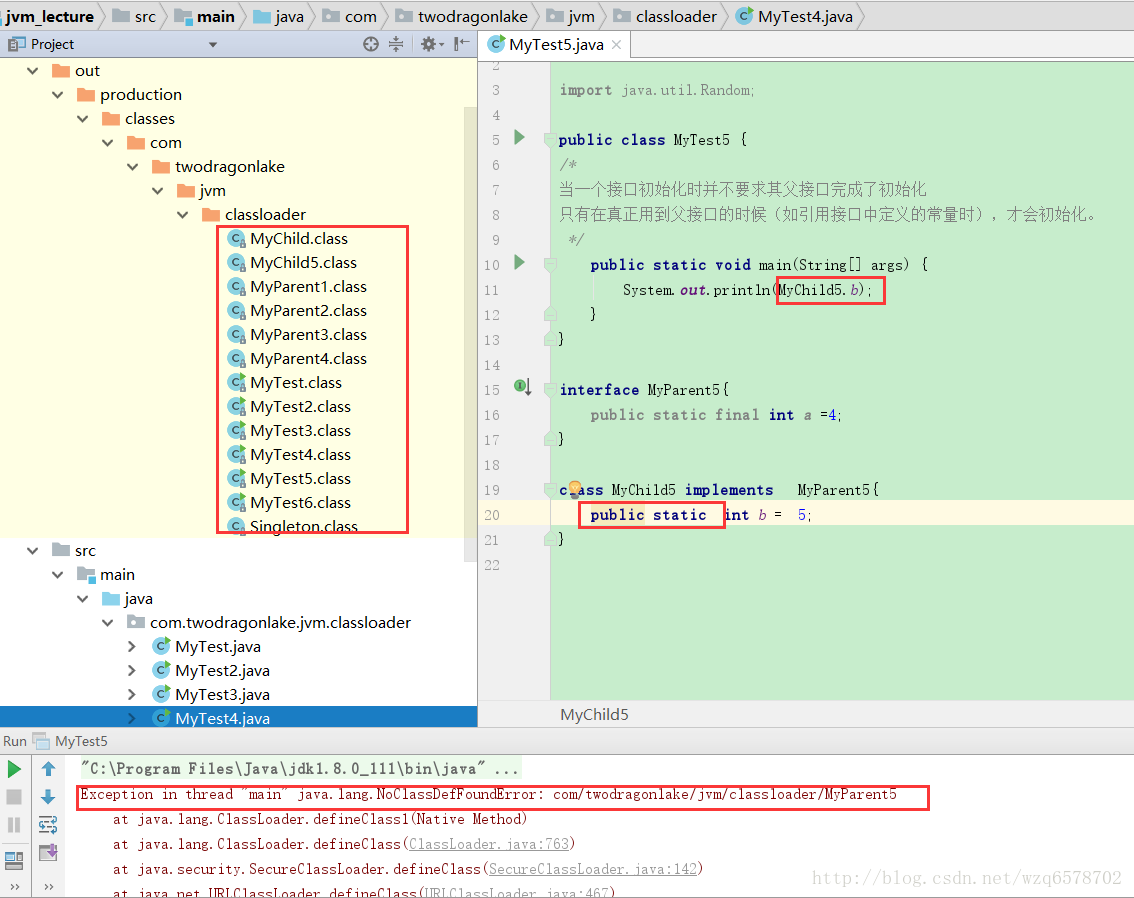 jvm_lecture src main java com twodragonlake jvm classloader MyTest4.java
Project
MyTest5.java
out
production
classes
com
twodragonlake
jvm
classloader
MyChild.class
MyChild5.class
MyParent1.class
MyParent2.class
MyParent3.class
MyParent4.class
MyTest.class
MyTest2.class
MyTest3.class
MyTest4.class
MyTest5.class
MyTest6.class
Singleton.class
src
main
java
com.twodragonlake.jvm.classloader
MyTest.java
MyTest2.java
MyTest3.java
MyTest4.java
2
3 import java.util.Random;
4
5 public class MyTest5 {
6 /*
7 当一个接口初始化时并不要求其父接口完成了初始化
8 只有在真正用到父接口的时候（如引用接口中定义的常量时），才会初始化。
9 */
10 public static void main(String[] args) {
11 System.out.println(MyChild5.b);
12 }
13 }
14
15 interface MyParent5{
16 public static final int a =4;
17 }
18
19 class MyChild5 implements MyParent5{
20 public static int b = 5;
21 }
22
MyChild5
Run MyTest5
"C:\Program Files\Java\jdk1.8.0_111\bin\java" ...
Exception in thread "main" java.lang.NoClassDefFoundError: com/twodragonlake/jvm/classloader/MyParent5
at java.lang.ClassLoader.defineClass1(Native Method)
at java.lang.ClassLoader.defineClass(ClassLoader.java:763)
at java.security.SecureClassLoader.defineClass(SecureClassLoader.java:142)
at java.net.URLClassLoader.defineClass(URLClassLoader.java:467)
http://blog.csdn.net/wzq6578702